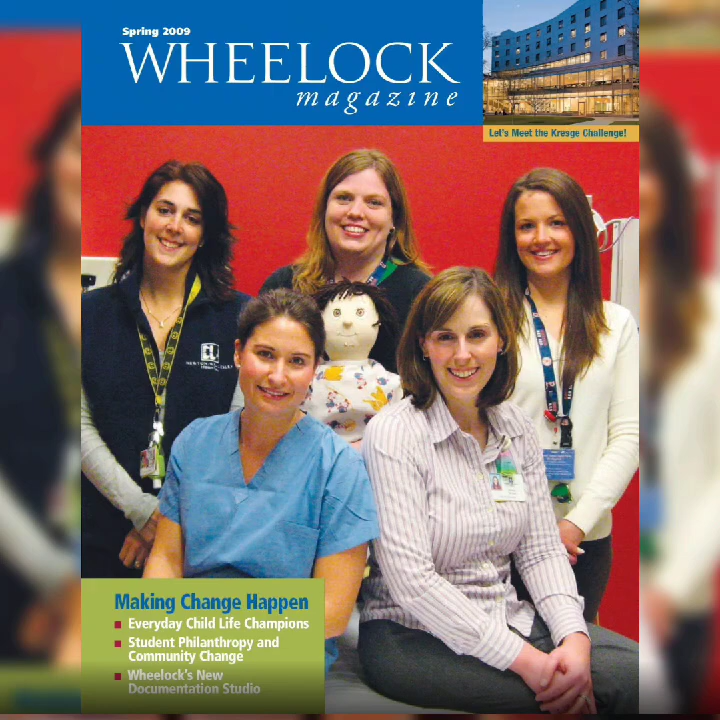 Spring 2009
WHEELOCK
magazine
Let's Meet the Kresge Challenge!
Making Change Happen
Everyday Child Life Champions
Student Philanthropy and
Community Change
Wheelock's New
Documentation Studio